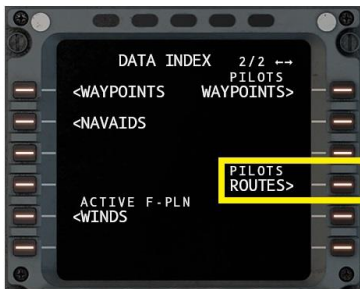 DATA INDEX 2/2 ←→
PILOTS
<WAYPOINTS WAYPOINTS>
<NAVAIDS
PILOTS
ROUTES>
ACTIVE F-PLN
<WINDS